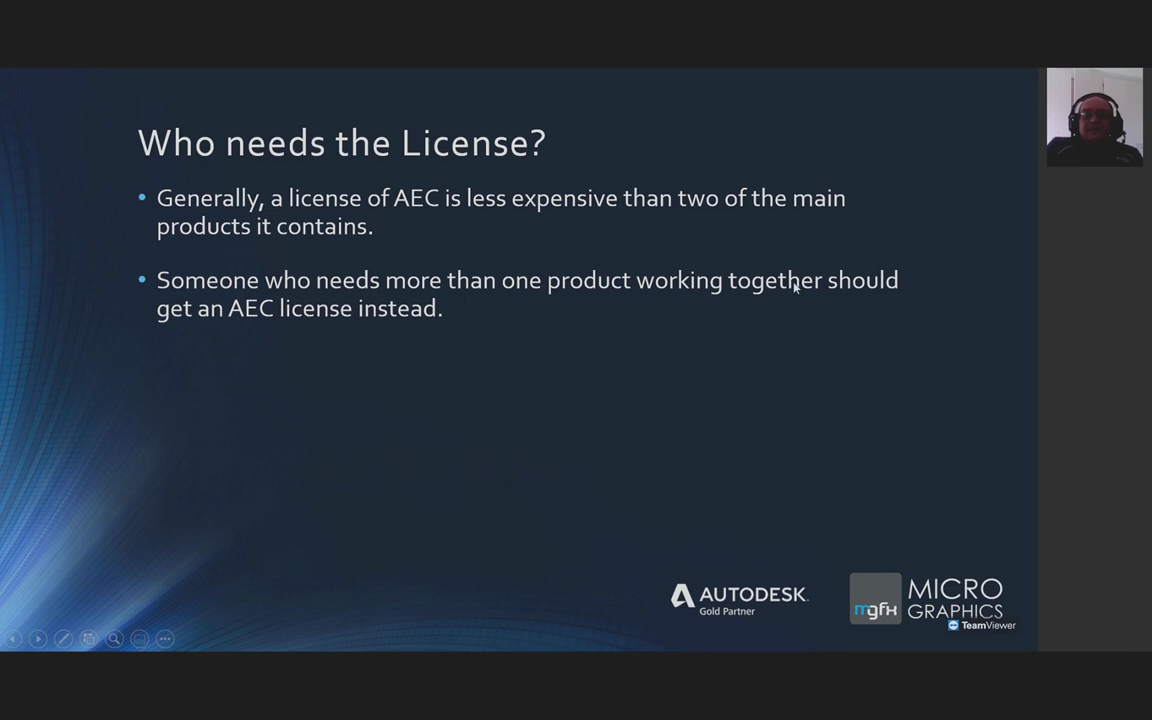 Who needs the License?
• Generally, a license of AEC is less expensive than two of the main
products it contains.
• Someone who needs more than one product working together should
get an AEC license instead.
AUTODESK.
Gold Partner
mgfx
MICRO
GRAPHICS
TeamViewer